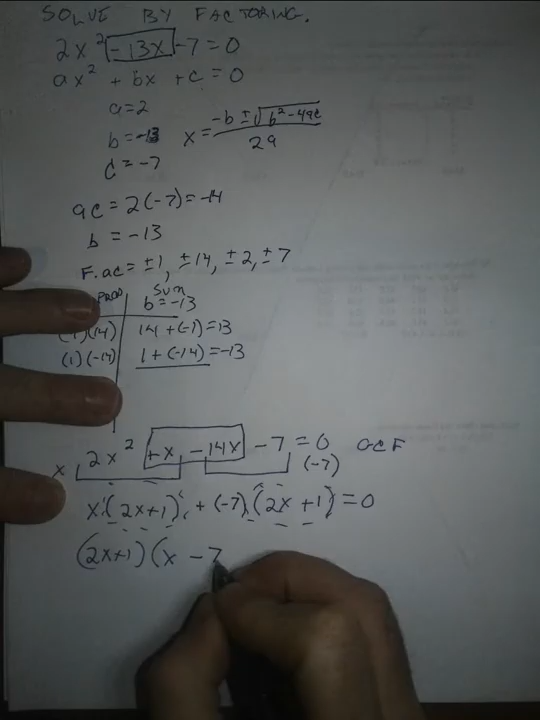 SOLVE BY FACTORING.
2x² -13x -7 = 0
ax² + bx + c = 0
a = 2
b = -13
c = -7
x = (-b ± √(b² - 4ac)) / 2a
ac = 2(-7) = -14
b = -13
F. ac = ±1, ±14, ±2, ±7
PROD SUM
b = -13
(14) 14 + (-1) = 13
(1)(-14) 1 + (-14) = -13
x 2x² +x -14x -7 = 0 GCF
(-7)
x(2x+1) + (-7)(2x+1) = 0
(2x+1)(x - 7